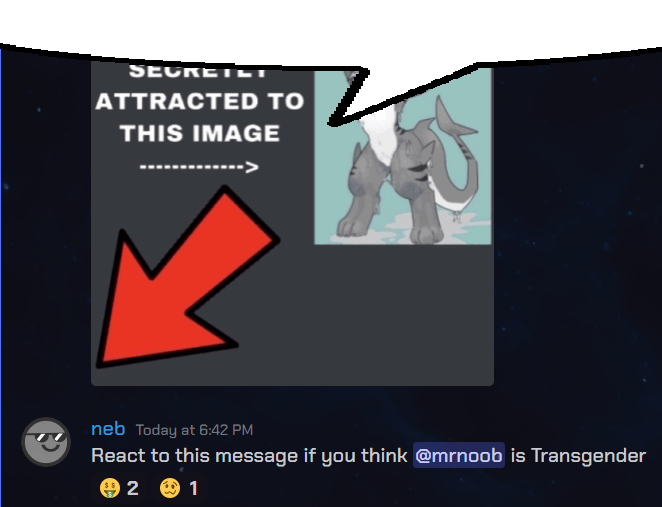 SECRETLY
ATTRACTED TO
THIS IMAGE
------------->
neb Today at 6:42 PM
React to this message if you think @mrnoob is Transgender
2 1